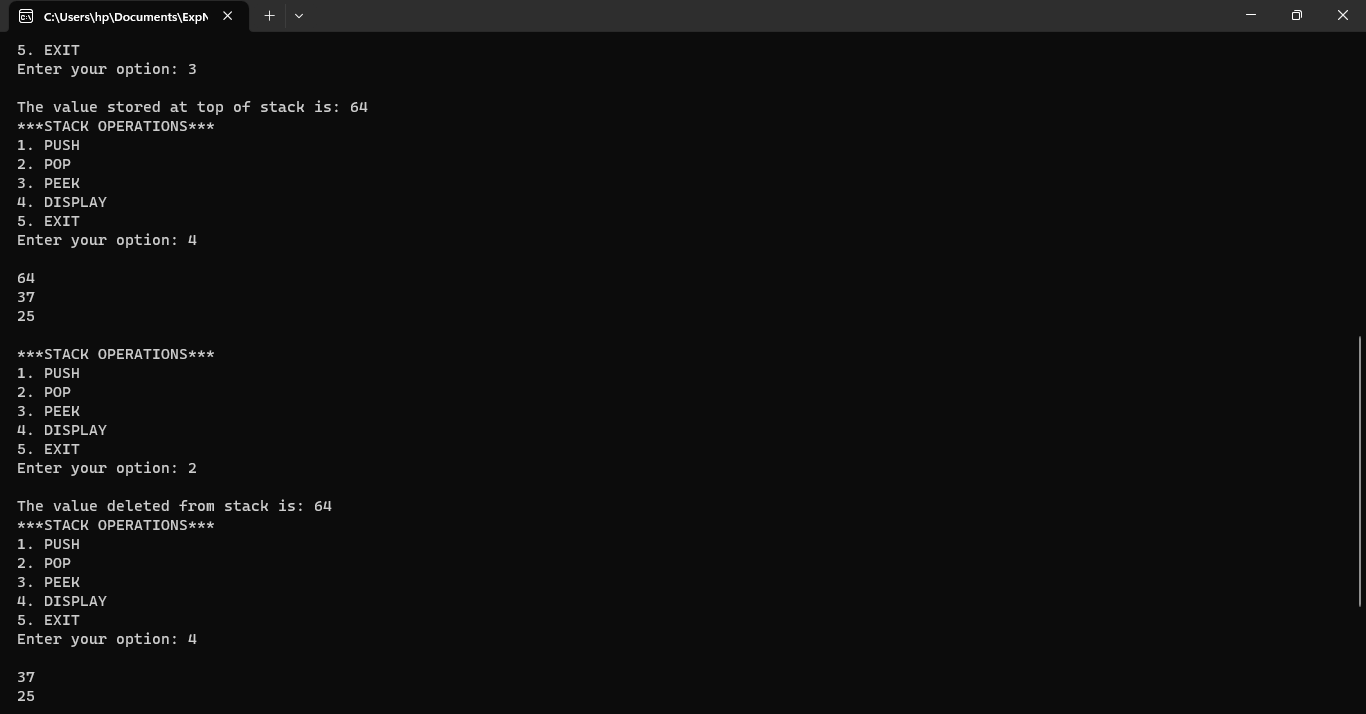 C:\Users\hp\Documents\Exp
5. EXIT
Enter your option: 3
The value stored at top of stack is: 64
***STACK OPERATIONS***
1. PUSH
2. POP
3. PEEK
4. DISPLAY
5. EXIT
Enter your option: 4
64
37
25
***STACK OPERATIONS***
1. PUSH
2. POP
3. PEEK
4. DISPLAY
5. EXIT
Enter your option: 2
The value deleted from stack is: 64
***STACK OPERATIONS***
1. PUSH
2. POP
3. PEEK
4. DISPLAY
5. EXIT
Enter your option: 4
37
25